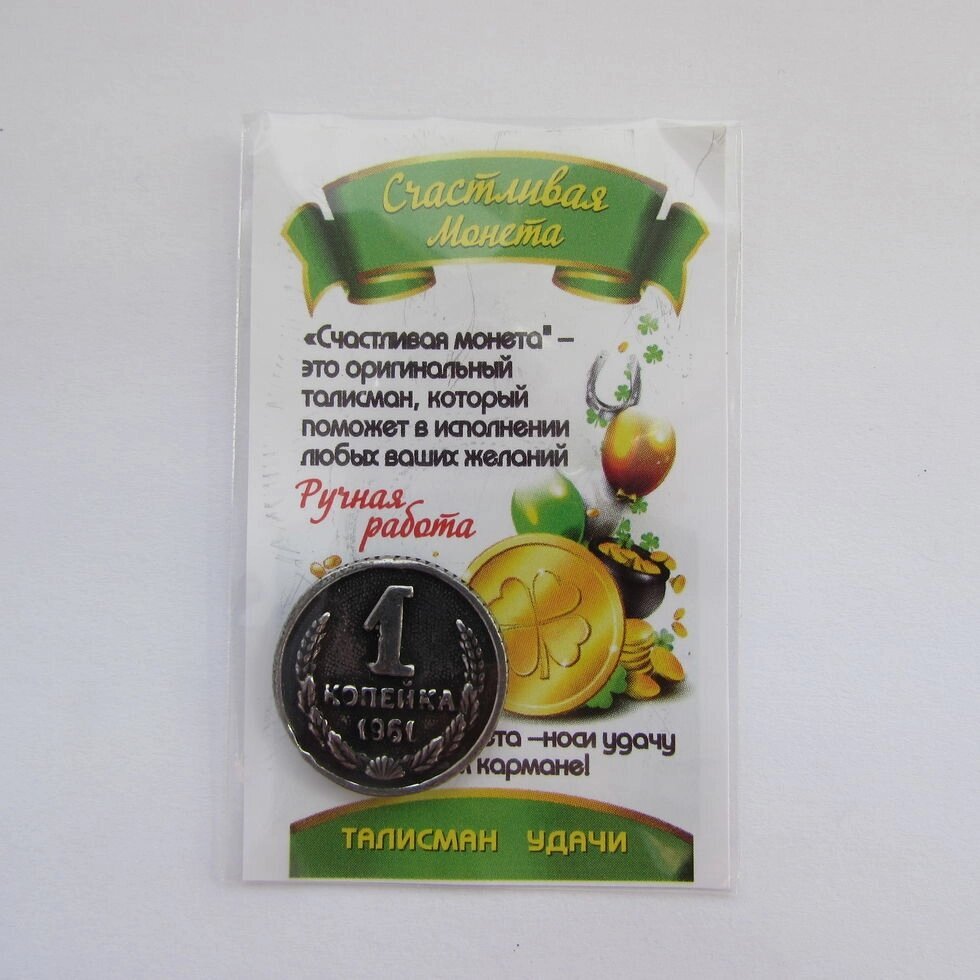 Счастливая
Монета
«Счастливая монета" —
это оригинальный
талисман, который
поможет в исполнении
любых ваших желаний
Ручная
работа
1
КОПЕЙКА
1961
—носи удачу
кармане!
ТАЛИСМАН УДАЧИ